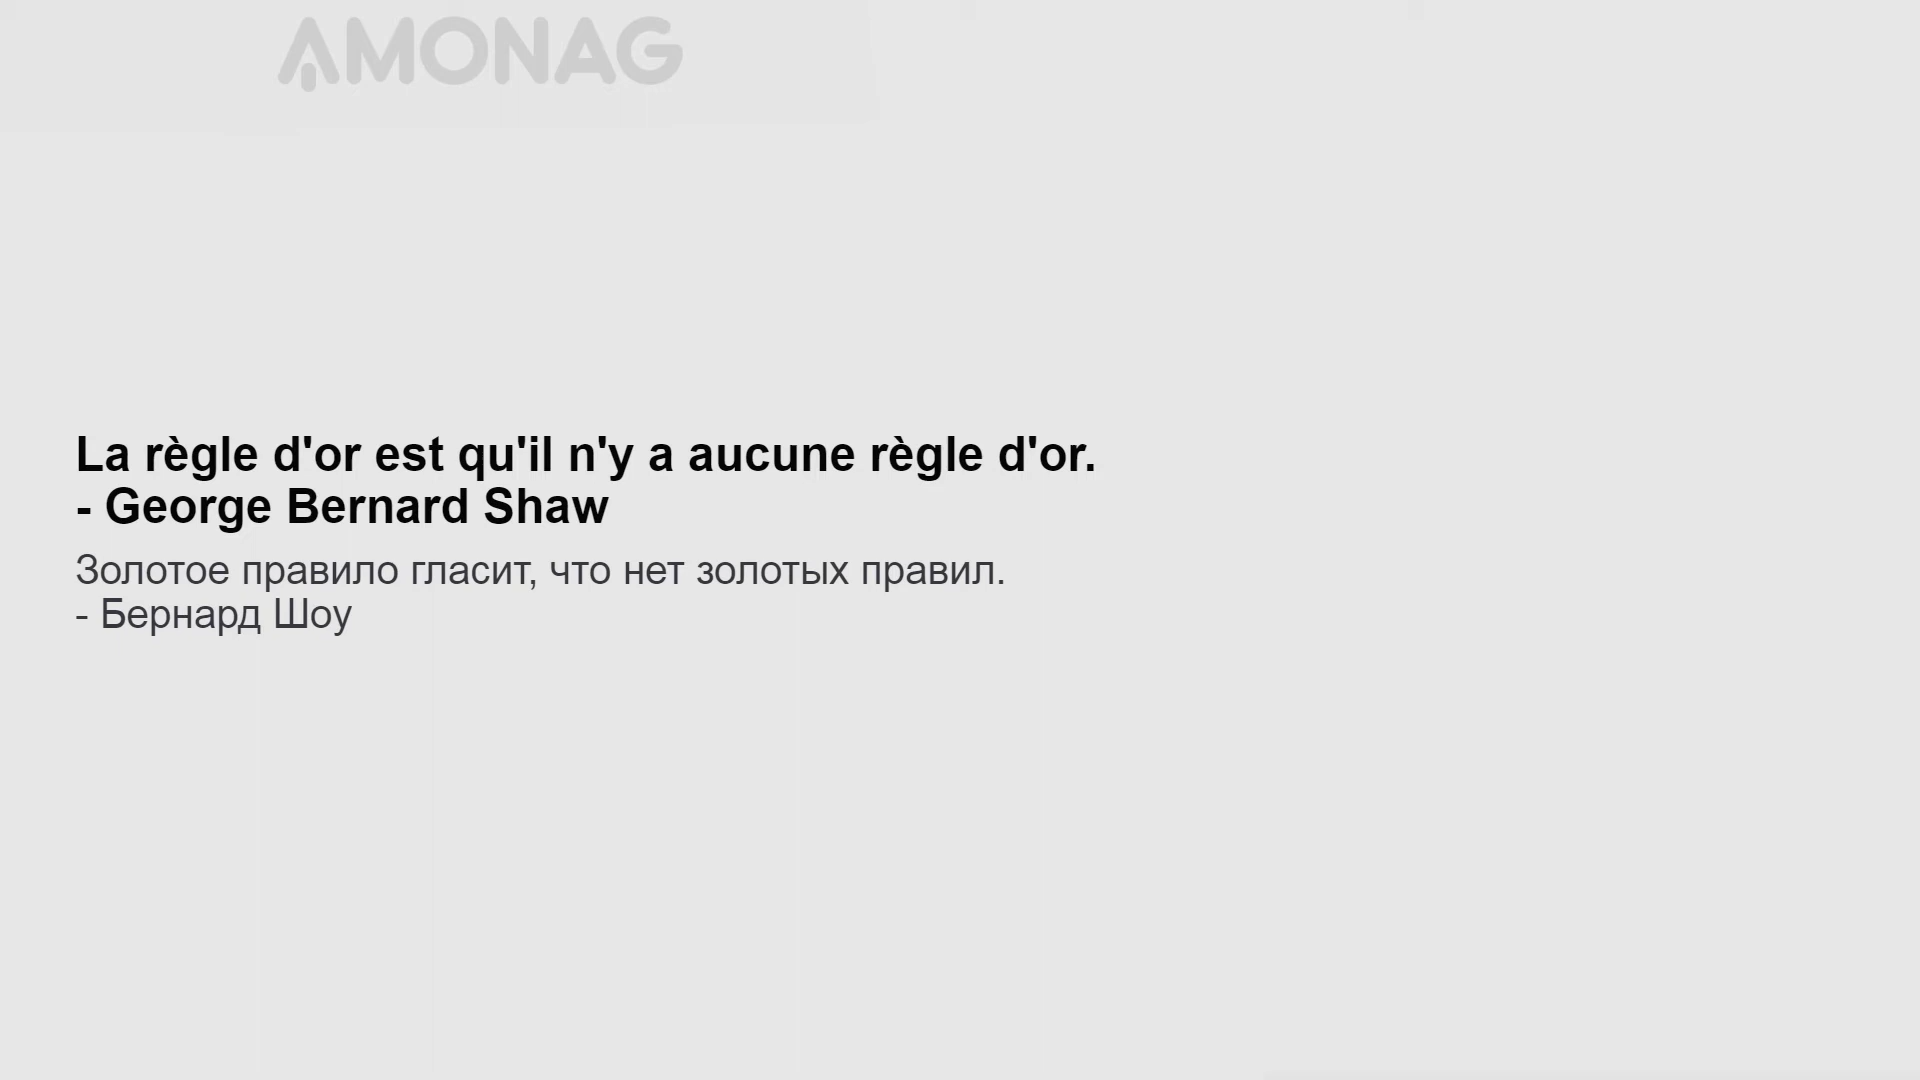 AMONAG
La règle d'or est qu'il n'y a aucune règle d'or.
- George Bernard Shaw
Золотое правило гласит, что нет золотых правил.
- Бернард Шоу